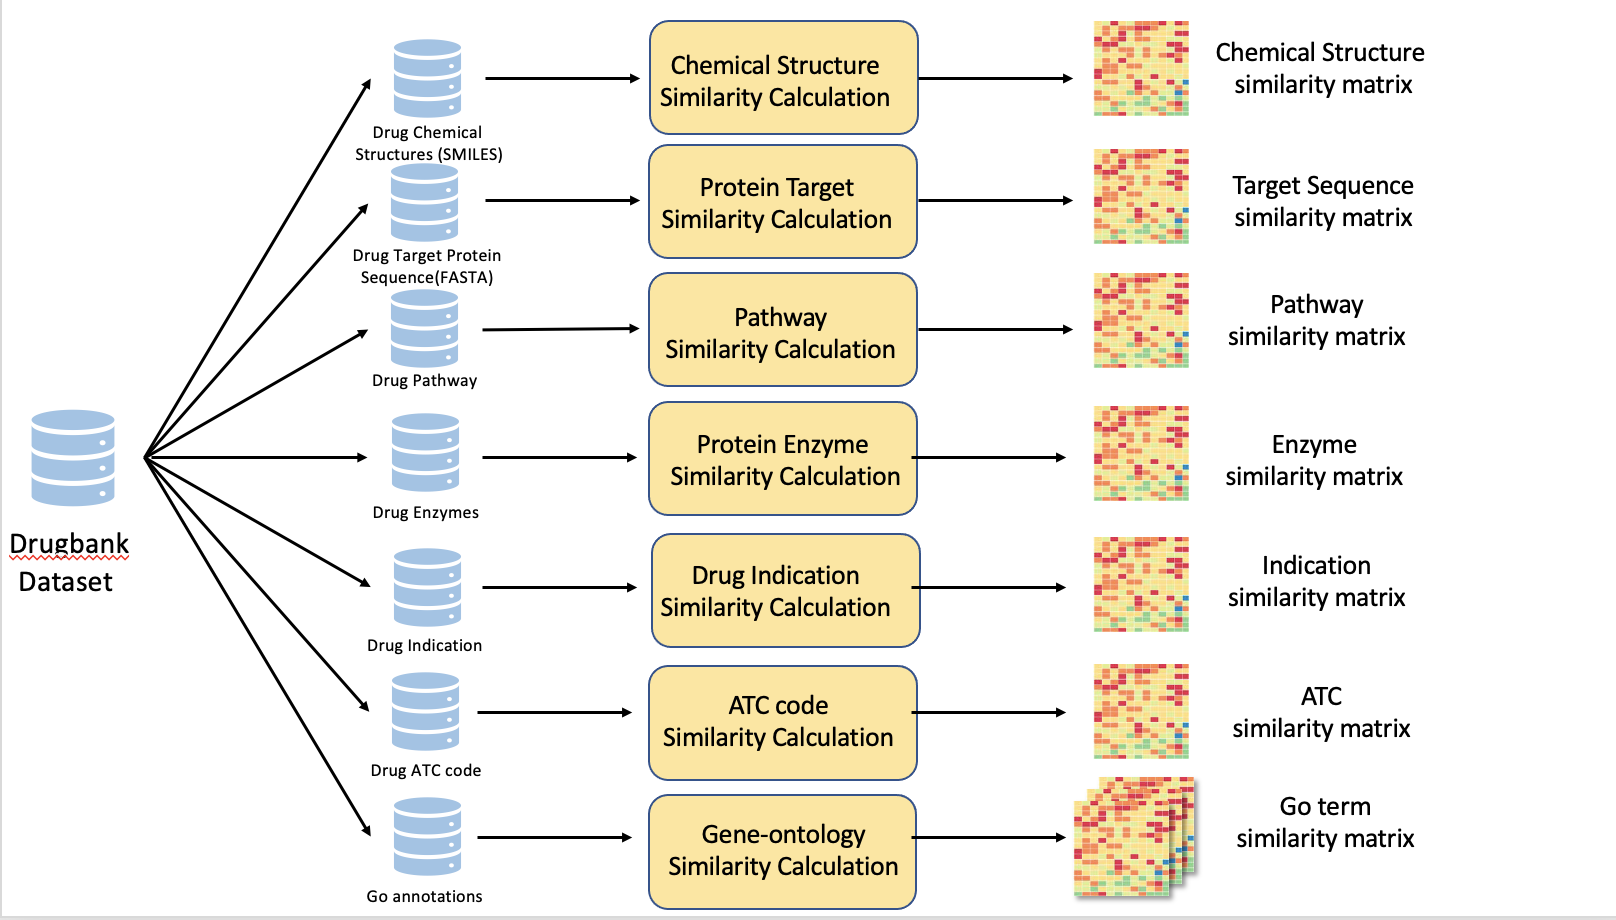 Drugbank
Dataset
Drug Chemical
Structures (SMILES)
Chemical Structure
Similarity Calculation
Chemical Structure
similarity matrix
Drug Target Protein
Sequence(FASTA)
Protein Target
Similarity Calculation
Target Sequence
similarity matrix
Drug Pathway
Pathway
Similarity Calculation
Pathway
similarity matrix
Drug Enzymes
Protein Enzyme
Similarity Calculation
Enzyme
similarity matrix
Drug Indication
Drug Indication
Similarity Calculation
Indication
similarity matrix
Drug ATC code
ATC code
Similarity Calculation
ATC
similarity matrix
Go annotations
Gene-ontology
Similarity Calculation
Go term
similarity matrix